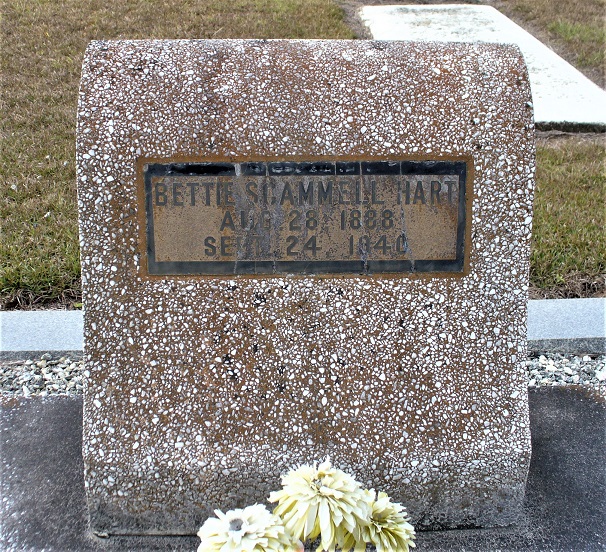 BETTIE SCAMMELL HART
AUG 28 1888
SEPT. 24 1940